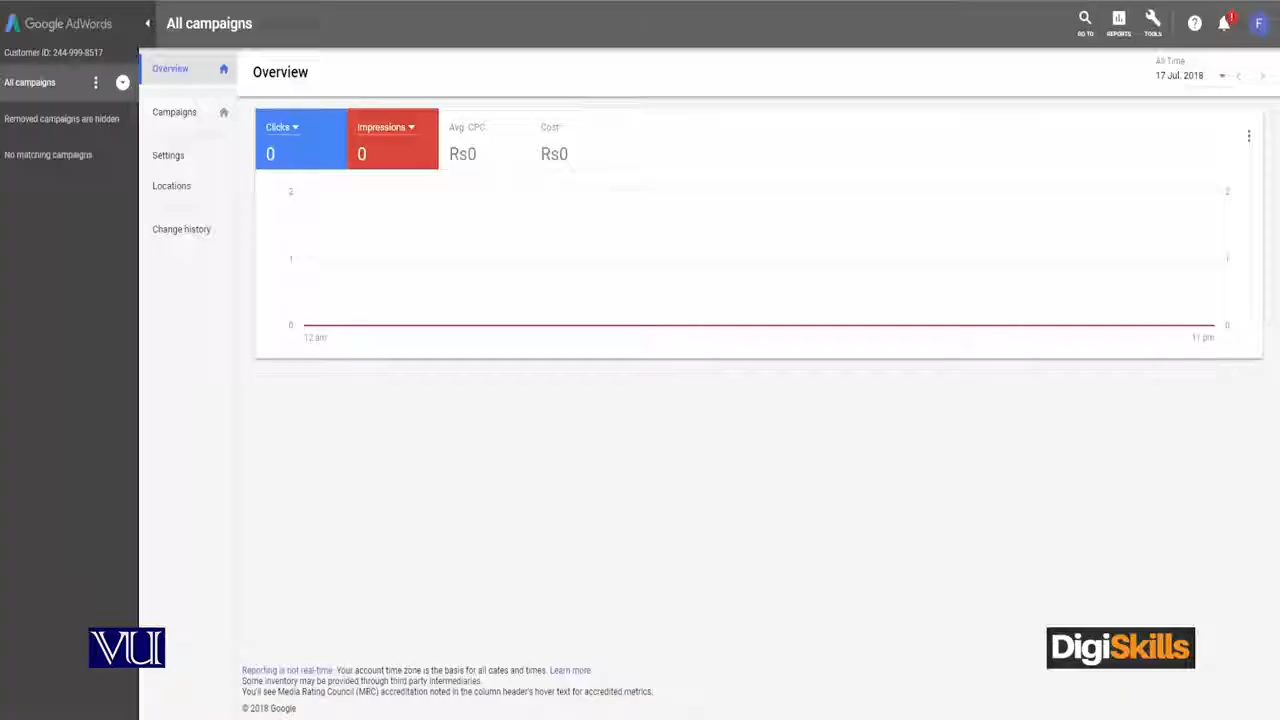 Google AdWords
All campaigns
GO TO
REPORTS
TOOLS
?
!
F
Customer ID: 244-999-8517
All campaigns
Removed campaigns are hidden
No matching campaigns
Overview
Campaigns
Settings
Locations
Change history
Overview
All Time
17 Jul. 2018
Clicks
0
Impressions
0
Avg. CPC
Rs0
Cost
Rs0
2
2
1
1
0
0
12 am
11 pm
VU
DigiSkills
Reporting is not real-time. Your account time zone is the basis for all dates and times. Learn more.
Some inventory may be provided through third party intermediaries.
You'll see Media Rating Council (MRC) accreditation noted in the column header's hover text for accredited metrics.
© 2018 Google